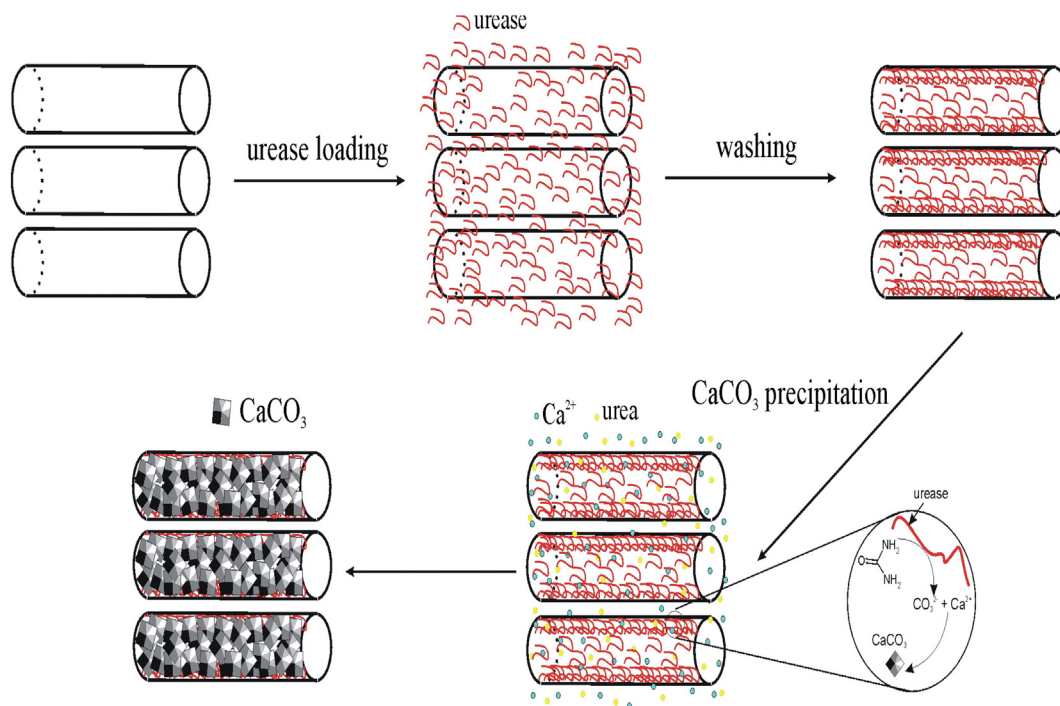 urease
urease loading
washing
CaCO₃ precipitation
Ca²⁺ urea
CaCO₃
urease
NH₂
O
NH₂
CO₃²⁻ + Ca²⁺
CaCO₃